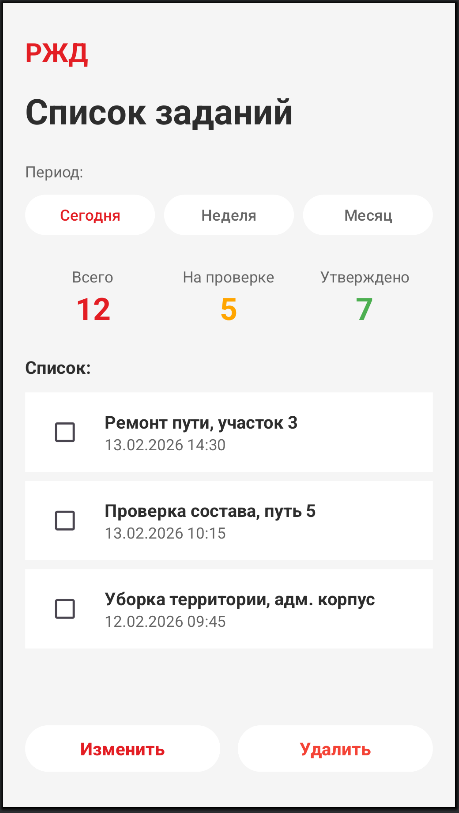 РЖД
Список заданий
Период:
Сегодня Неделя Месяц
Всего На проверке Утверждено
12 5 7
Список:
Ремонт пути, участок 3
13.02.2026 14:30
Проверка состава, путь 5
13.02.2026 10:15
Уборка территории, адм. корпус
12.02.2026 09:45
Изменить Удалить